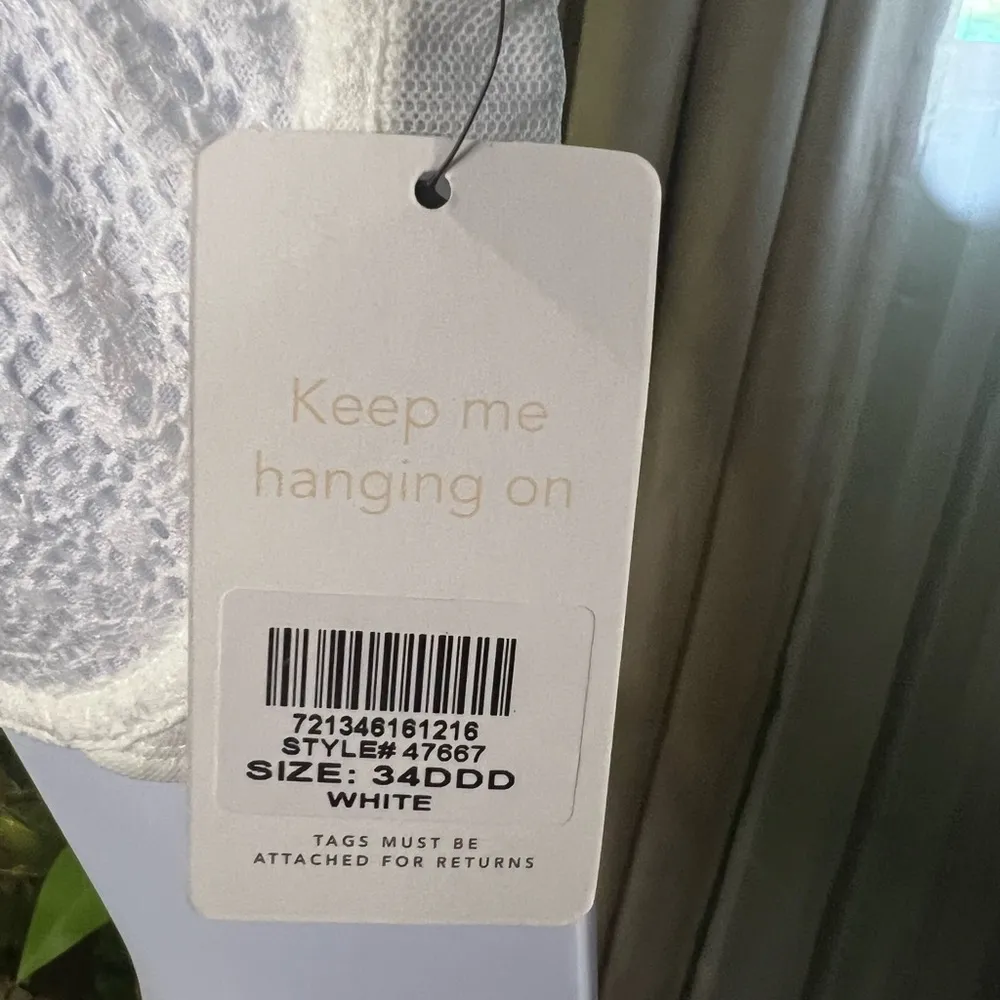 Keep me
hanging on
721346161216
STYLE# 47667
SIZE: 34DDD
WHITE
TAGS MUST BE
ATTACHED FOR RETURNS